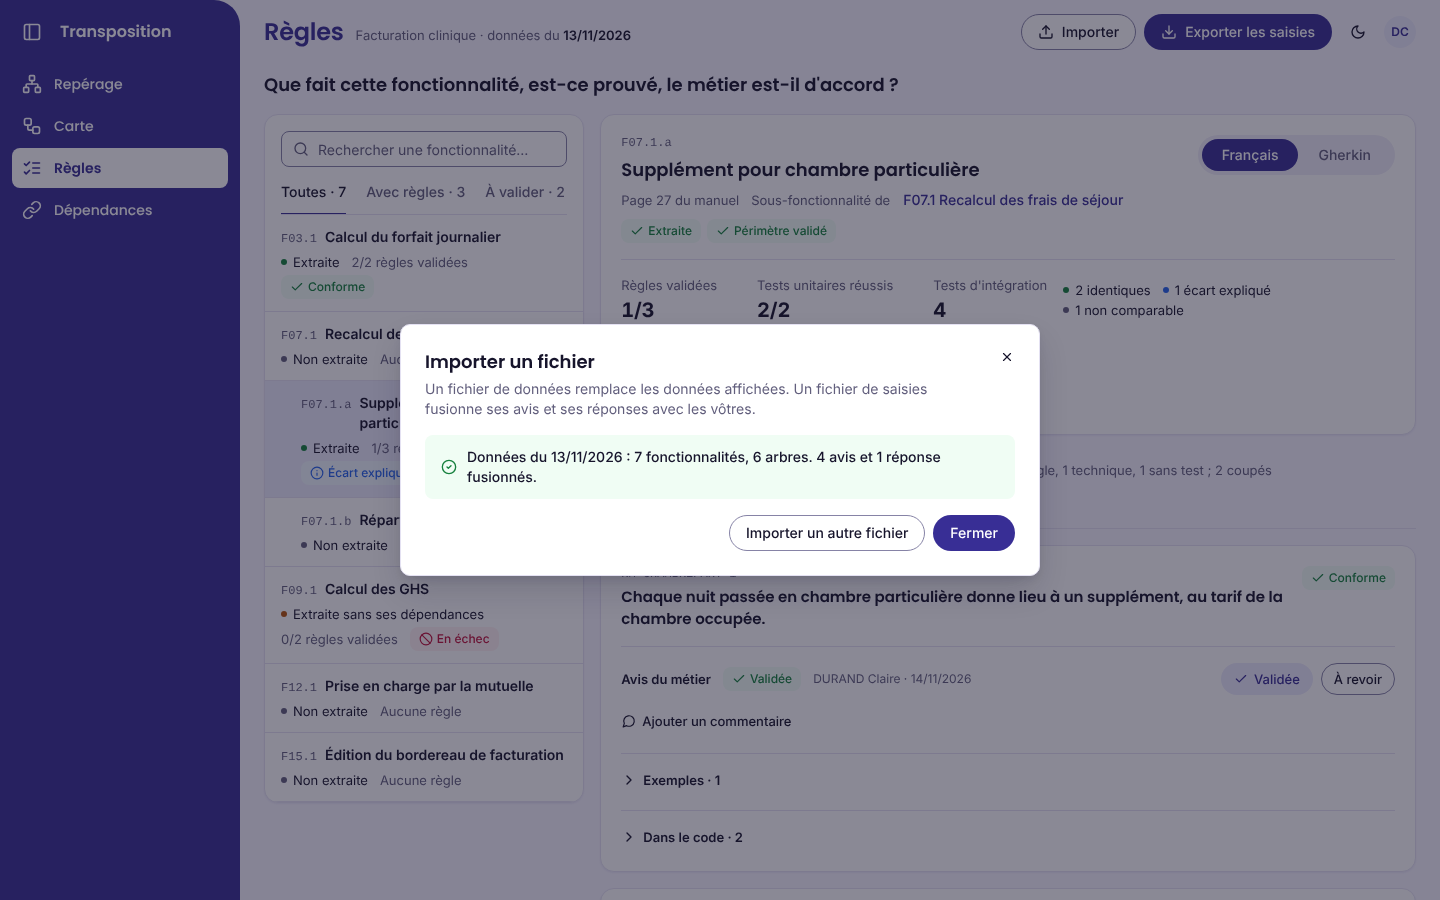 Transposition
Repérage
Carte
Règles
Dépendances
Règles
Facturation clinique · données du 13/11/2026
Importer
Exporter les saisies
DC
Que fait cette fonctionnalité, est-ce prouvé, le métier est-il d'accord ?
Rechercher une fonctionnalité...
Toutes · 7
Avec règles · 3
À valider · 2
F03.1 Calcul du forfait journalier
Extraite 2/2 règles validées
Conforme
F07.1
Non extraite
F07.1.a
Extraite
F07.1.b
Non extraite
F09.1 Calcul des GHS
Extraite sans ses dépendances
0/2 règles validées
En échec
F12.1 Prise en charge par la mutuelle
Non extraite Aucune règle
F15.1 Édition du bordereau de facturation
Non extraite Aucune règle
F07.1.a
Supplément pour chambre particulière
Français
Gherkin
Page 27 du manuel Sous-fonctionnalité de F07.1 Recalcul des frais de séjour
Extraite
Périmètre validé
Règles validées
1/3
Tests unitaires réussis
2/2
Tests d'intégration
4
2 identiques
1 écart expliqué
1 non comparable
Importer un fichier
Un fichier de données remplace les données affichées. Un fichier de saisies
fusionne ses avis et ses réponses avec les vôtres.
Données du 13/11/2026 : 7 fonctionnalités, 6 arbres. 4 avis et 1 réponse
fusionnés.
Importer un autre fichier
Fermer
1 technique, 1 sans test ; 2 coupés
Conforme
Chaque nuit passée en chambre particulière donne lieu à un supplément, au tarif de la
chambre occupée.
Avis du métier
Validée
DURAND Claire · 14/11/2026
Validée
À revoir
Ajouter un commentaire
Exemples · 1
Dans le code · 2